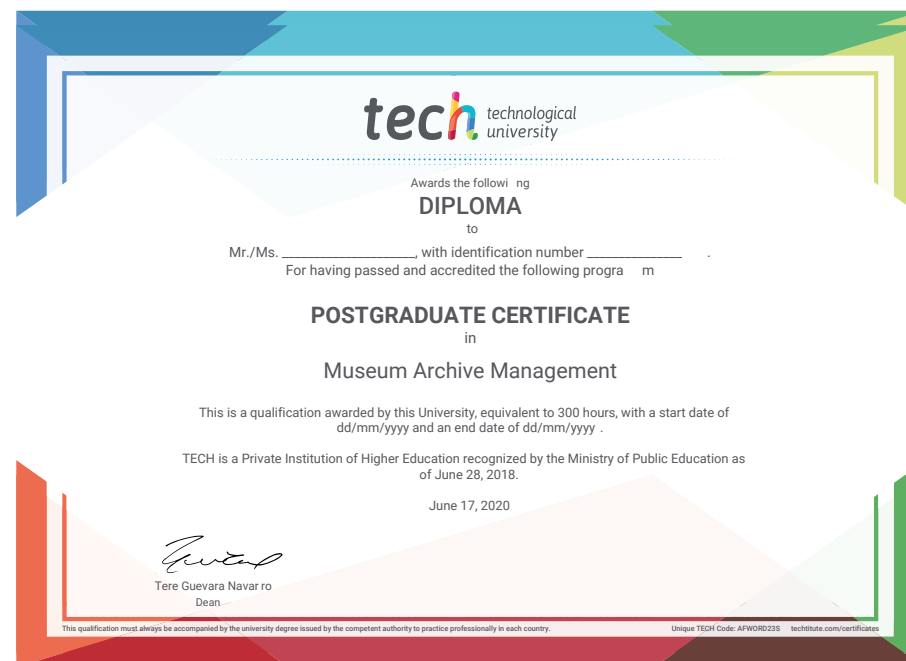 tech technological
university
Awards the followi ng
DIPLOMA
to
Mr./Ms. ____________________, with identification number ______________ .
For having passed and accredited the following progra m
POSTGRADUATE CERTIFICATE
in
Museum Archive Management
This is a qualification awarded by this University, equivalent to 300 hours, with a start date of
dd/mm/yyyy and an end date of dd/mm/yyyy .
TECH is a Private Institution of Higher Education recognized by the Ministry of Public Education as
of June 28, 2018.
June 17, 2020
Tere Guevara Navar ro
Dean
This qualification must always be accompanied by the university degree issued by the competent authority to practice professionally in each country.
Unique TECH Code: AFWORD23S techtitute.com/certificates